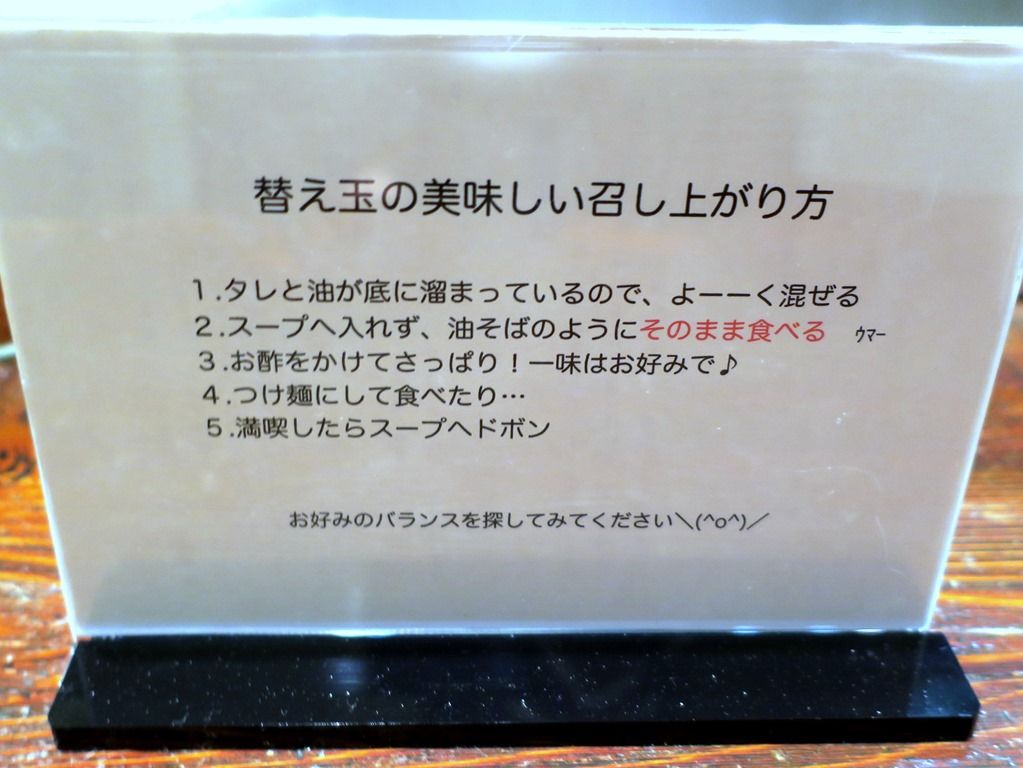 替え玉の美味しい召し上がり方
１.タレと油が底に溜まっているので、よーーく混ぜる
２.スープへ入れず、油そばのようにそのまま食べる ｳﾏｰ
３.お酢をかけてさっぱり！一味はお好みで♪
４.つけ麺にして食べたり…
５.満喫したらスープへドボン
お好みのバランスを探してみてください＼(^o^)／